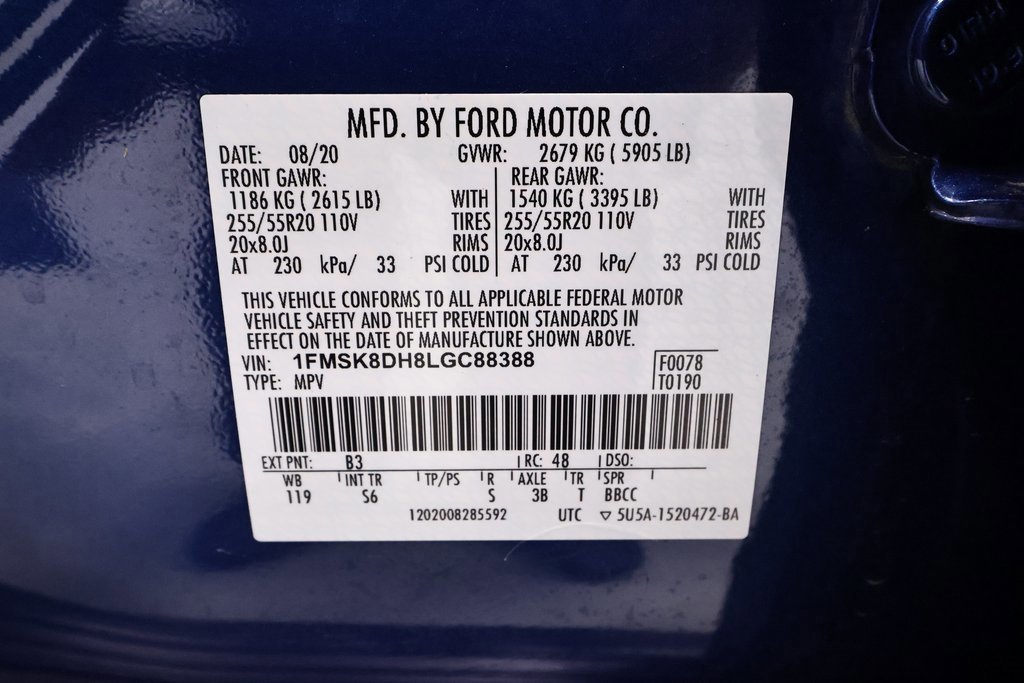 MFD. BY FORD MOTOR CO.
DATE: 08/20 GVWR: 2679 KG ( 5905 LB)
FRONT GAWR: REAR GAWR:
1186 KG ( 2615 LB) WITH 1540 KG ( 3395 LB) WITH
255/55R20 110V TIRES 255/55R20 110V TIRES
20x8.0J RIMS 20x8.0J RIMS
AT 230 kPa/ 33 PSI COLD AT 230 kPa/ 33 PSI COLD
THIS VEHICLE CONFORMS TO ALL APPLICABLE FEDERAL MOTOR
VEHICLE SAFETY AND THEFT PREVENTION STANDARDS IN
EFFECT ON THE DATE OF MANUFACTURE SHOWN ABOVE.
VIN: 1FMSK8DH8LGC88388 F0078
TYPE: MPV T0190
EXT PNT: B3 RC: 48 DSO:
WB INT TR TP/PS R AXLE TR SPR
119 S6 S 3B T BBCC
1202008285592 UTC ▽ 5U5A-1520472-BA